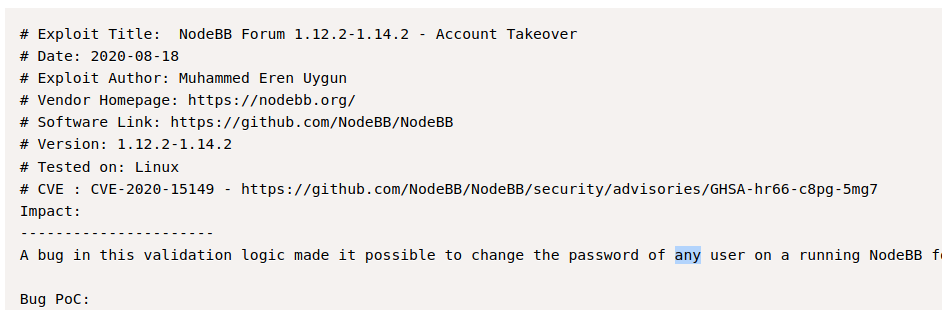 # Exploit Title:  NodeBB Forum 1.12.2-1.14.2 - Account Takeover
# Date: 2020-08-18
# Exploit Author: Muhammed Eren Uygun
# Vendor Homepage: https://nodebb.org/
# Software Link: https://github.com/NodeBB/NodeBB
# Version: 1.12.2-1.14.2
# Tested on: Linux
# CVE : CVE-2020-15149 - https://github.com/NodeBB/NodeBB/security/advisories/GHSA-hr66-c8pg-5mg7
Impact:
----------------------
A bug in this validation logic made it possible to change the password of any user on a running NodeBB
Bug PoC: